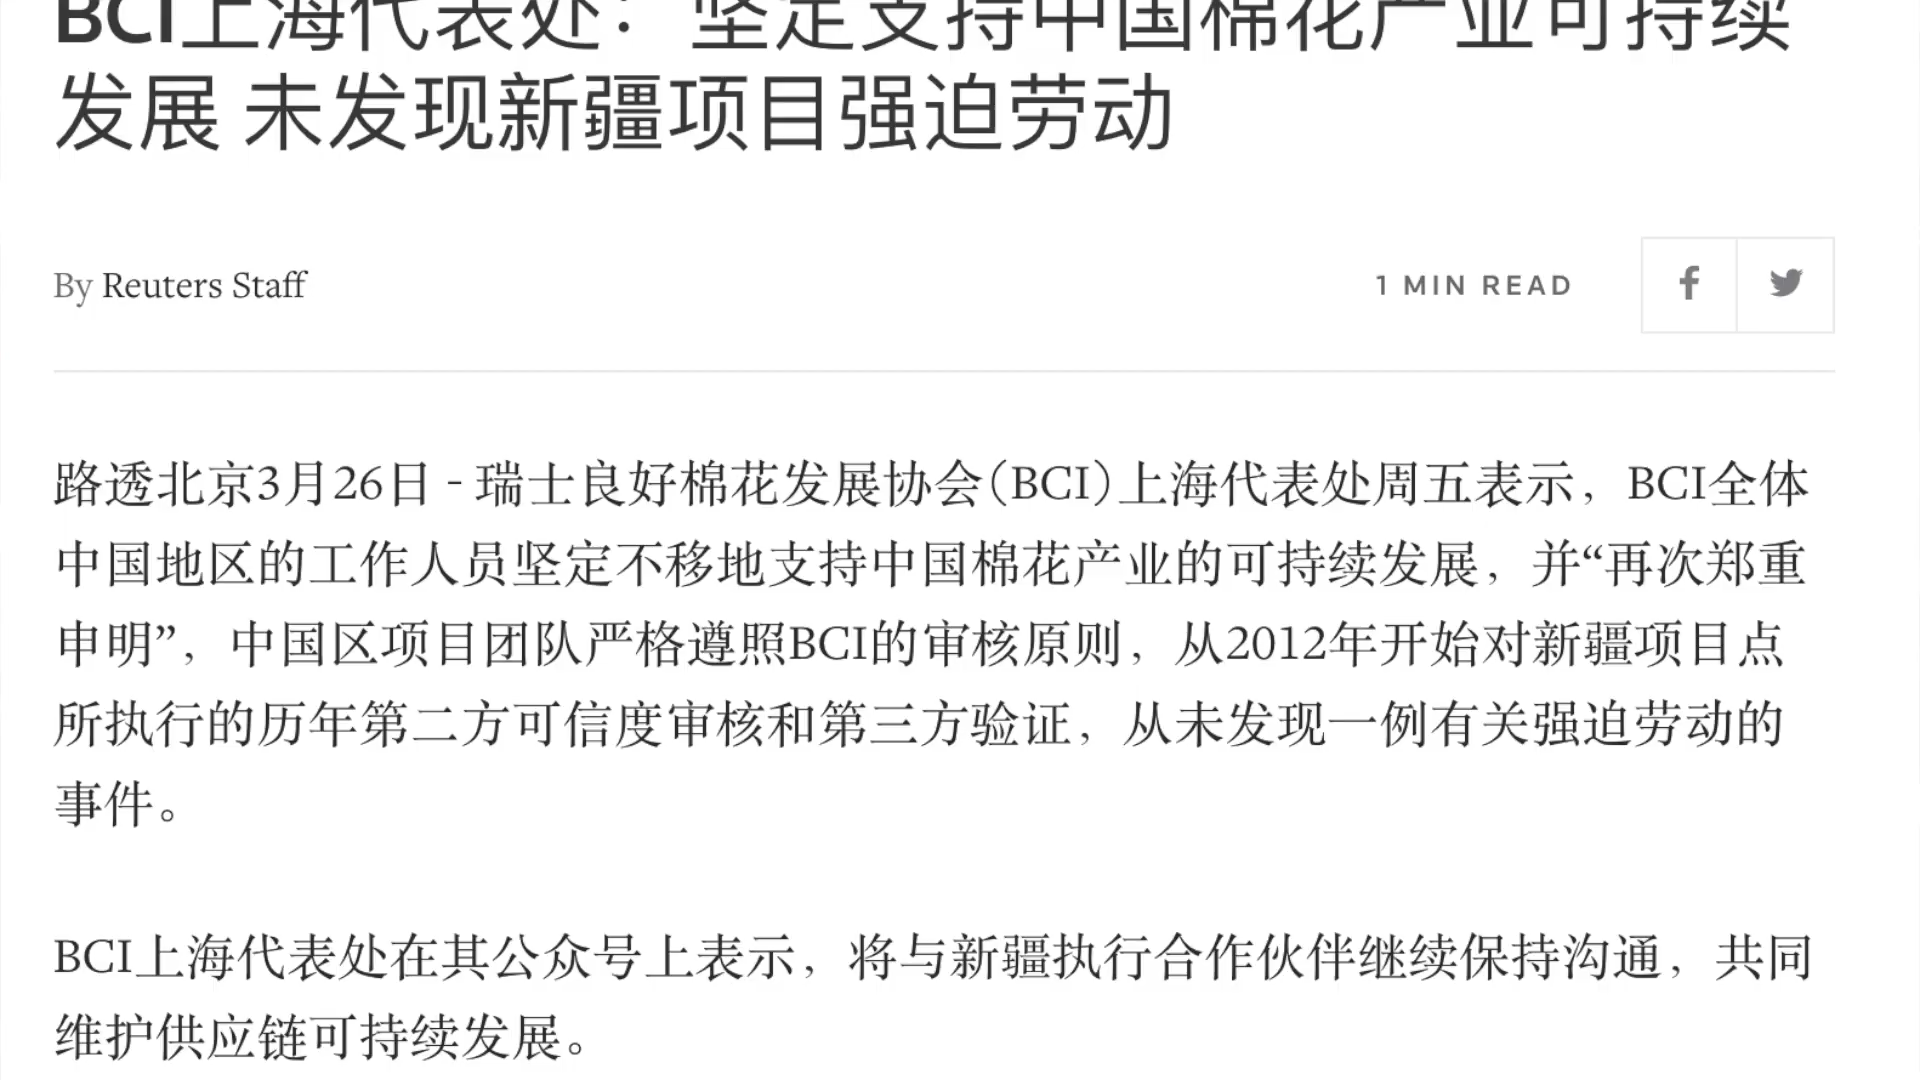 BCI上海代表处：坚定支持中国棉花产业可持续
发展 未发现新疆项目强迫劳动
By Reuters Staff
1 MIN READ
路透北京3月26日 - 瑞士良好棉花发展协会(BCI)上海代表处周五表示，BCI全体
中国地区的工作人员坚定不移地支持中国棉花产业的可持续发展，并“再次郑重
申明”，中国区项目团队严格遵照BCI的审核原则，从2012年开始对新疆项目点
所执行的历年第二方可信度审核和第三方验证，从未发现一例有关强迫劳动的
事件。
BCI上海代表处在其公众号上表示，将与新疆执行合作伙伴继续保持沟通，共同
维护供应链可持续发展。